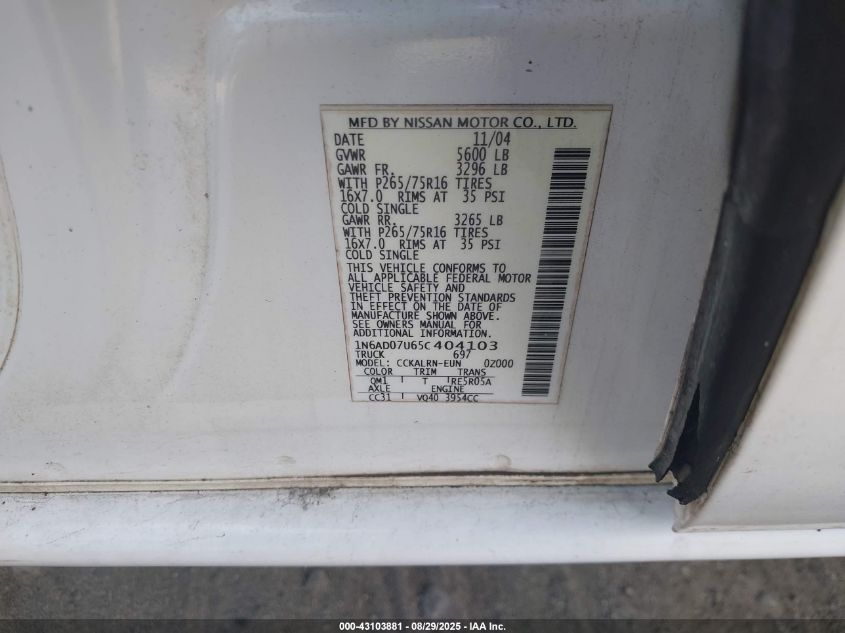 MFD BY NISSAN MOTOR CO., LTD.
DATE 11/04
GVWR 5600 LB
GAWR FR. 3296 LB
WITH P265/75R16 TIRES
16X7.0 RIMS AT 35 PSI
COLD SINGLE
GAWR RR. 3265 LB
WITH P265/75R16 TIRES
16X7.0 RIMS AT 35 PSI
COLD SINGLE
THIS VEHICLE CONFORMS TO
ALL APPLICABLE FEDERAL MOTOR
VEHICLE SAFETY AND
THEFT PREVENTION STANDARDS
IN EFFECT ON THE DATE OF
MANUFACTURE SHOWN ABOVE.
SEE OWNERS MANUAL FOR
ADDITIONAL INFORMATION.
1N6AD07U65C404103
TRUCK 697
MODEL: CCKALRN-EUN 02000
COLOR TRIM TRANS
QM1 T RE5R05A
AXLE ENGINE
CC31 VQ40 3954CC
000-43103881 - 08/29/2025 - IAA Inc.